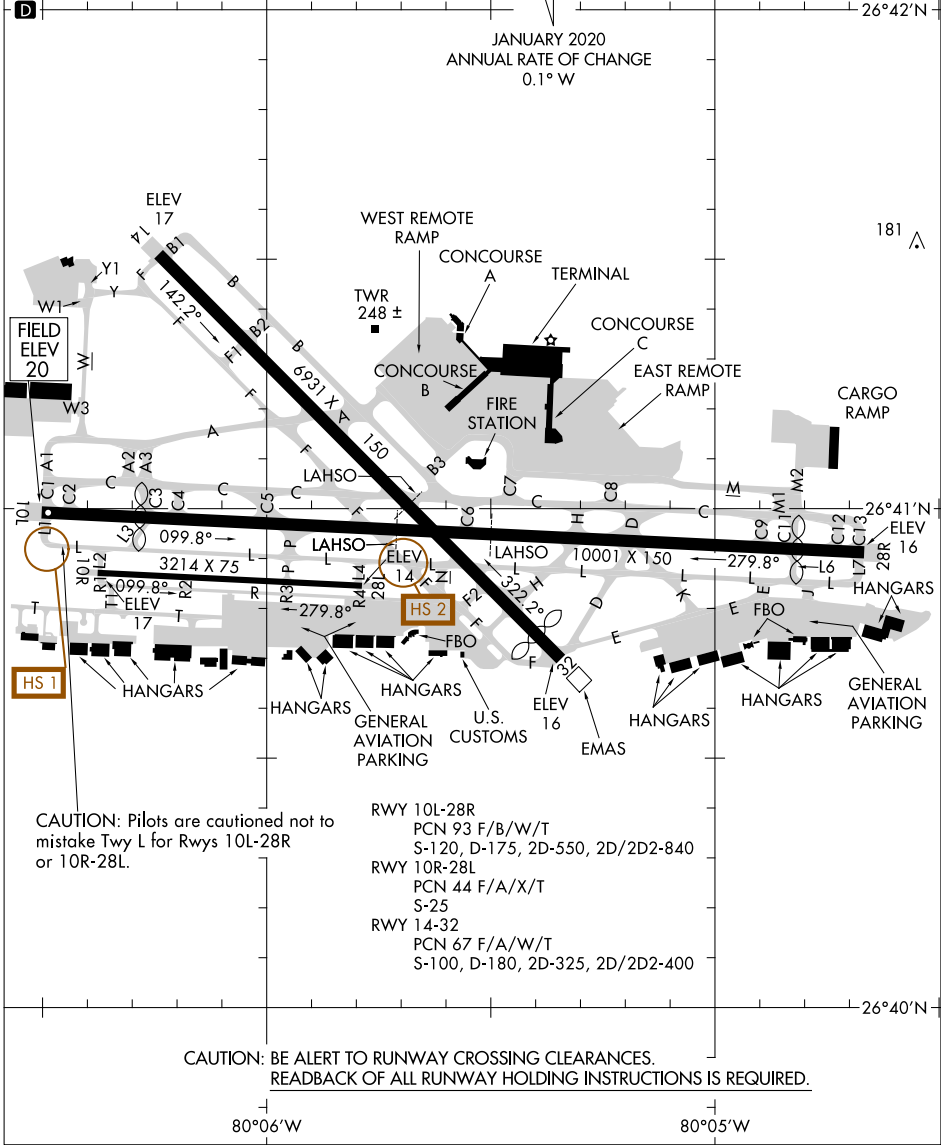 D
26°42'N
JANUARY 2020
ANNUAL RATE OF CHANGE
0.1° W
ELEV
17
14
B1
B
WEST REMOTE
RAMP
CONCOURSE
A
TERMINAL
181
Y1
Y
F
W1
142.2°
F
B2
B
TWR
248 ±
CONCOURSE
C
FIELD
ELEV
20
W
F1
6931 X 150
A
CONCOURSE
B
EAST REMOTE
RAMP
F
FIRE
STATION
CARGO
RAMP
W3
A
F
B3
A1
A2
A3
LAHSO
C7
C8
M
M1
M2
C1
C2
C
C3
C4
C
C5
C
F
C6
C
H
D
C
C9
C11
C12
C13
26°41'N
10L
L1
L3
099.8°
L
P
L
LAHSO
L
ELEV
14
L
LAHSO
L
10001 X 150
L
279.8°
L6
L
L7
28R
ELEV
16
L
10R
L2
3214 X 75
P
L4
28L
F
N
H
322.2°
HANGARS
R1
T1
099.8°
R2
R
R3
279.8°
R4
HS 2
F2
F
D
K
E
E
J
FBO
T
ELEV
17
T
FBO
E
F
32
HS 1
HANGARS
HANGARS
HANGARS
GENERAL
AVIATION
PARKING
U.S.
CUSTOMS
ELEV
16
EMAS
HANGARS
HANGARS
GENERAL
AVIATION
PARKING
CAUTION: Pilots are cautioned not to
mistake Twy L for Rwys 10L-28R
or 10R-28L.
RWY 10L-28R
PCN 93 F/B/W/T
S-120, D-175, 2D-550, 2D/2D2-840
RWY 10R-28L
PCN 44 F/A/X/T
S-25
RWY 14-32
PCN 67 F/A/W/T
S-100, D-180, 2D-325, 2D/2D2-400
26°40'N
CAUTION: BE ALERT TO RUNWAY CROSSING CLEARANCES.
READBACK OF ALL RUNWAY HOLDING INSTRUCTIONS IS REQUIRED.
80°06'W
80°05'W